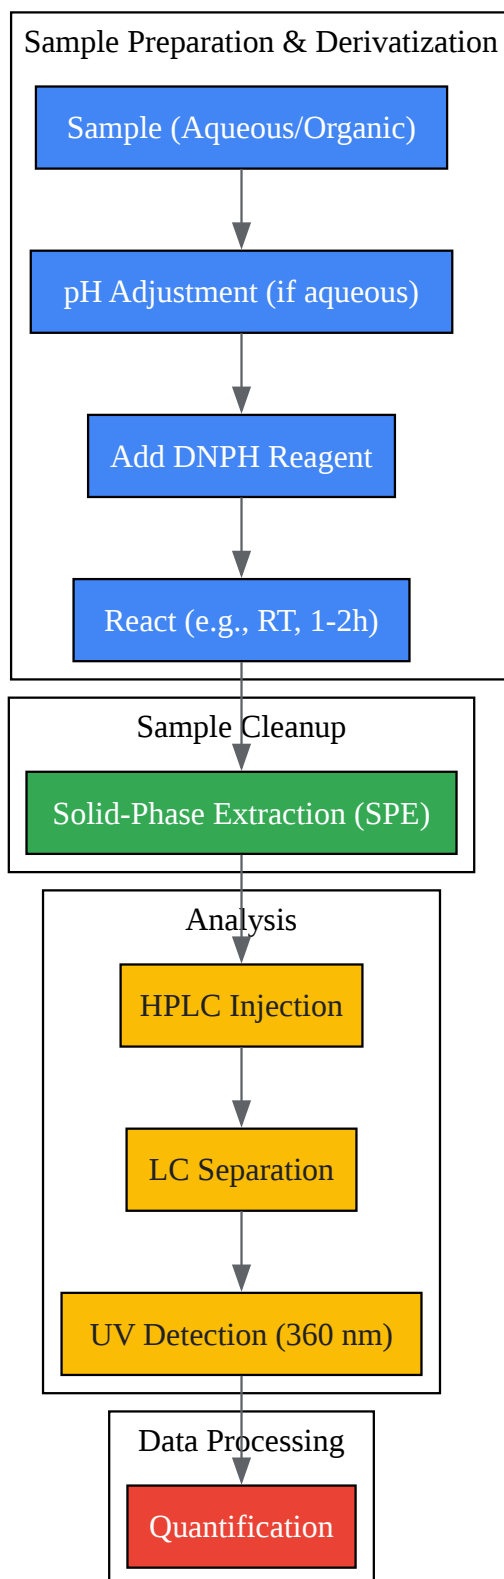 Sample Preparation & Derivatization
Sample (Aqueous/Organic)
pH Adjustment (if aqueous)
Add DNPH Reagent
React (e.g., RT, 1-2h)
Sample Cleanup
Solid-Phase Extraction (SPE)
Analysis
HPLC Injection
LC Separation
UV Detection (360 nm)
Data Processing
Quantification